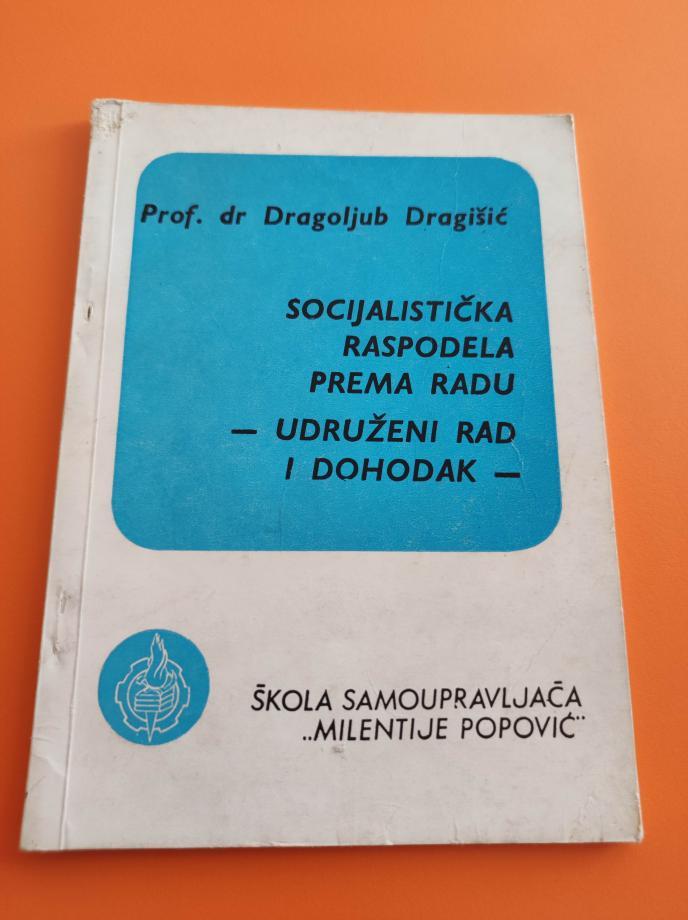 Prof. dr Dragoljub Dragišić
SOCIJALISTIČKA
RASPODELA
PREMA RADU
— UDRUŽENI RAD
I DOHODAK —
ŠKOLA SAMOUPRAVLJAČA
„MILENTIJE POPOVIĆ"